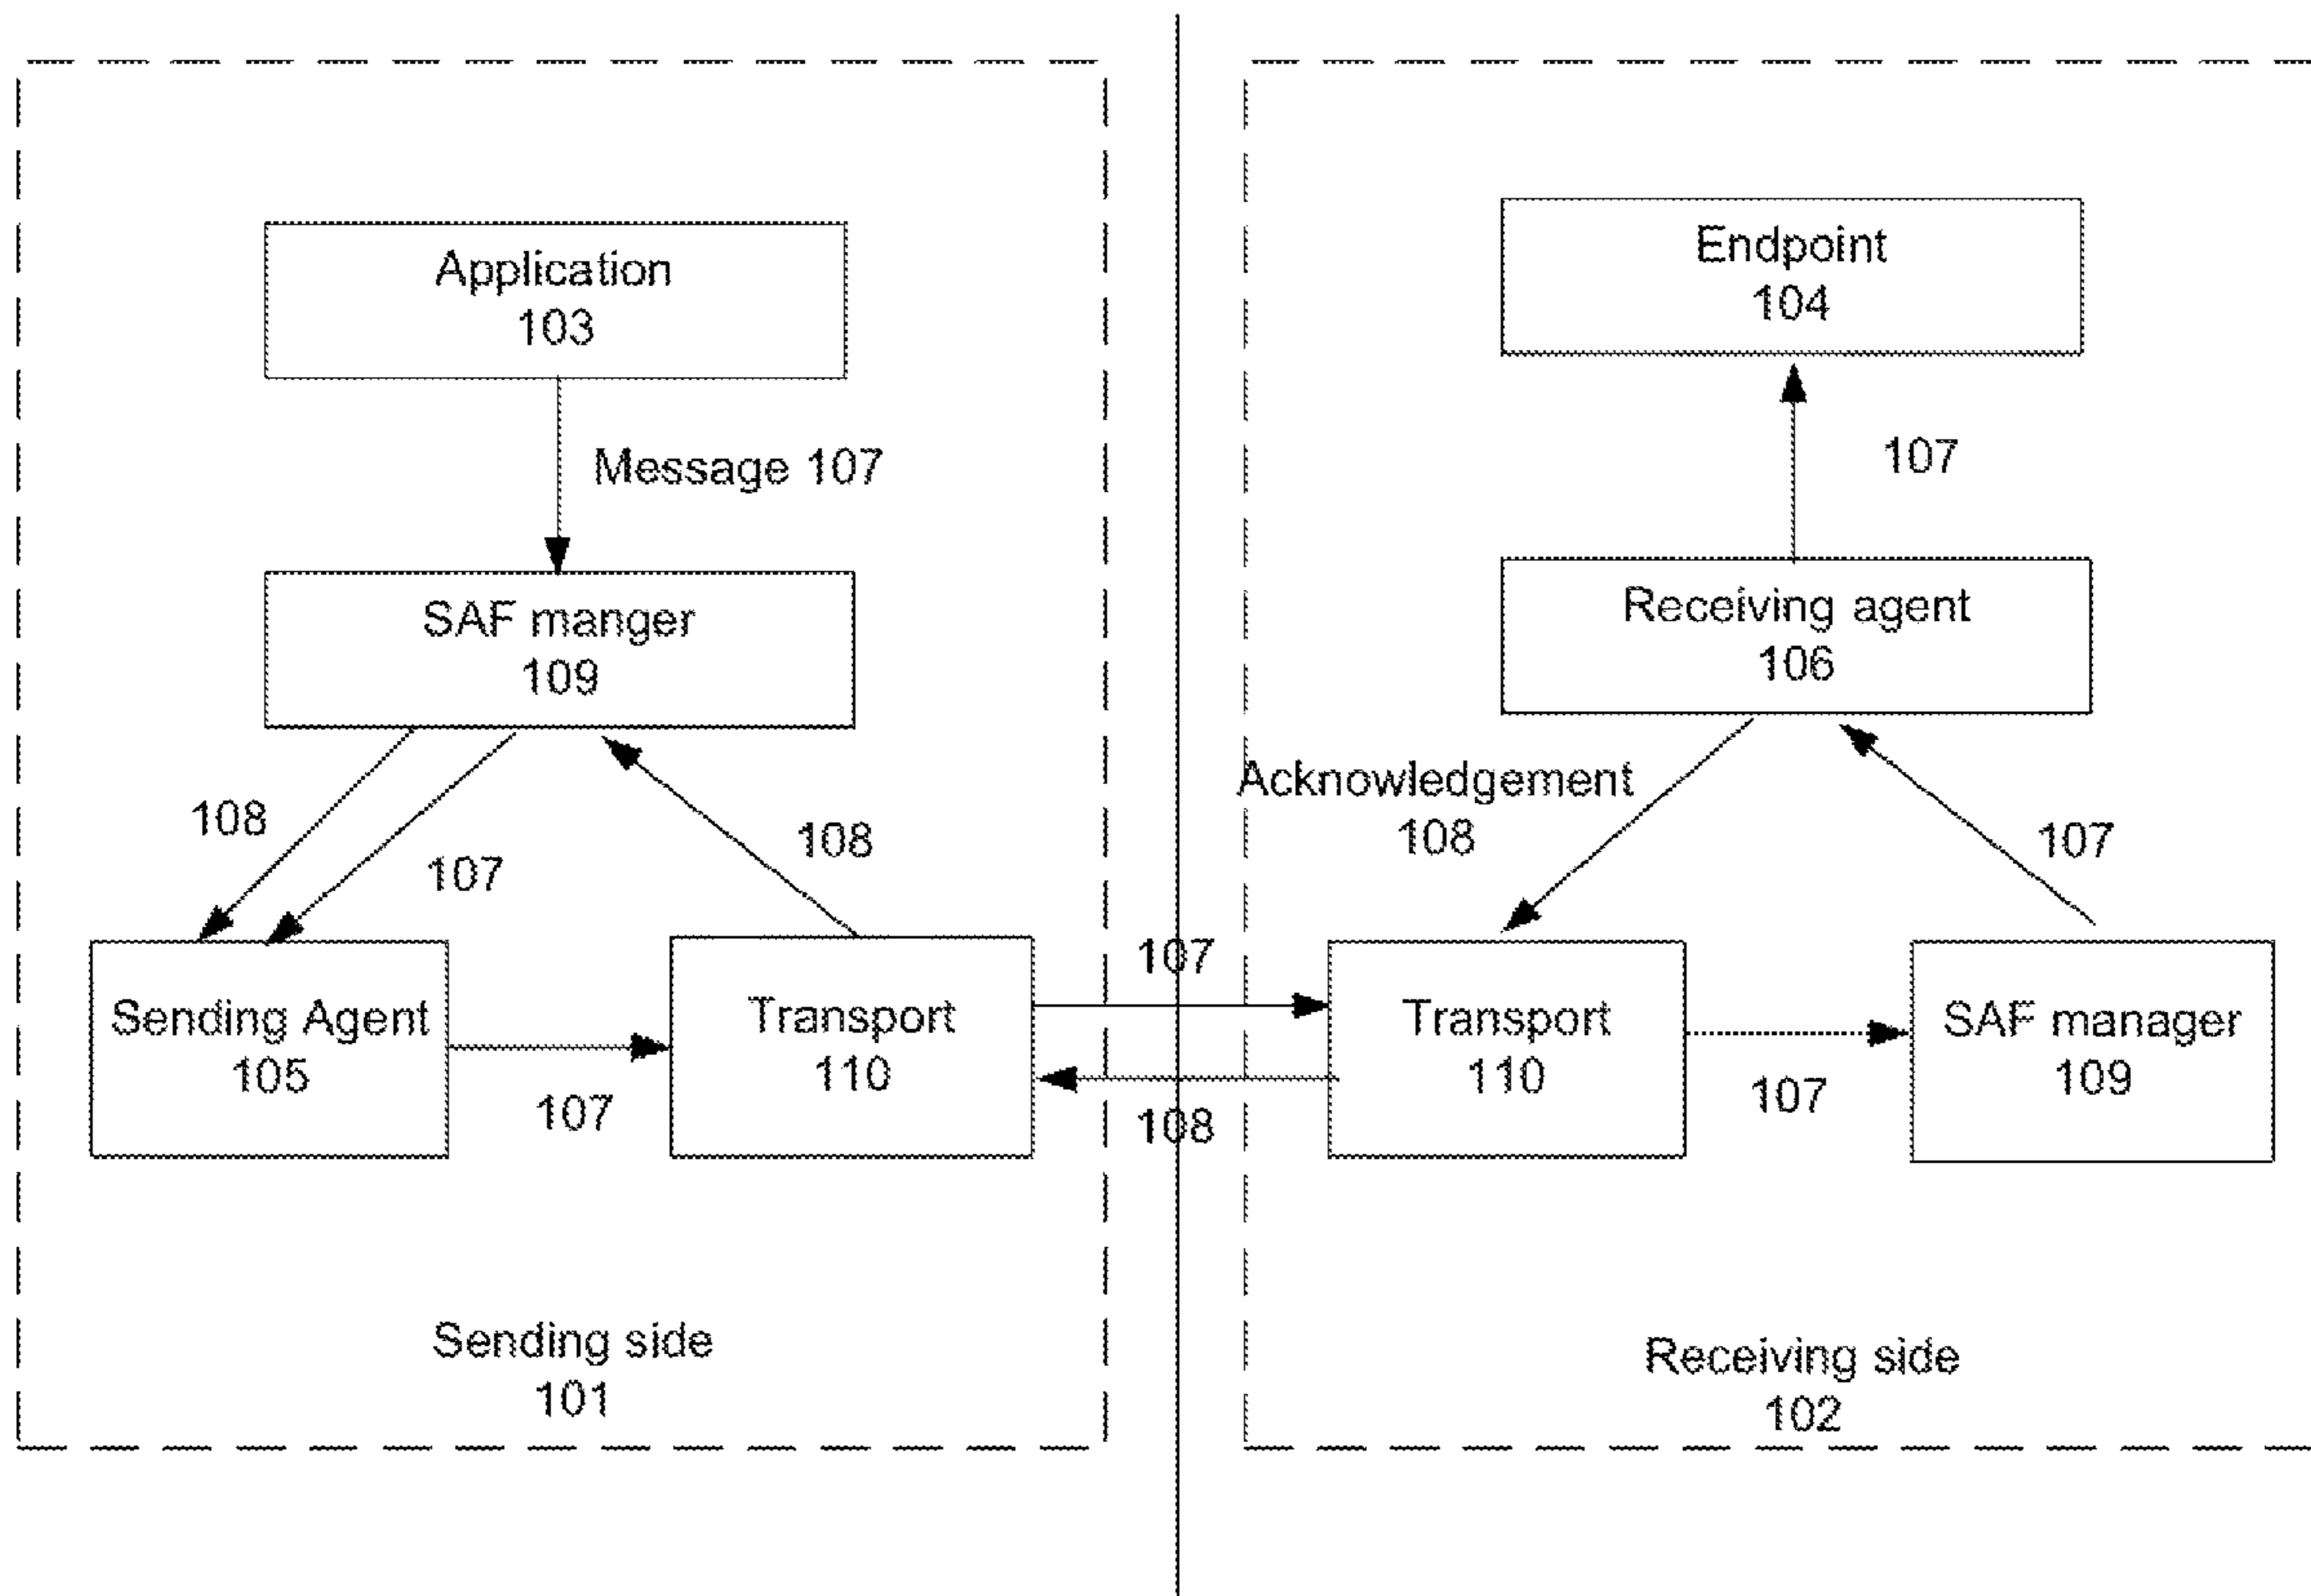 Application
103
Message 107
SAF manger
109
108
107
108
Sending Agent
105
107
Transport
110
Sending side
101
107
108
Endpoint
104
107
Receiving agent
106
Acknowledgement
108
107
Transport
110
107
SAF manager
109
Receiving side
102